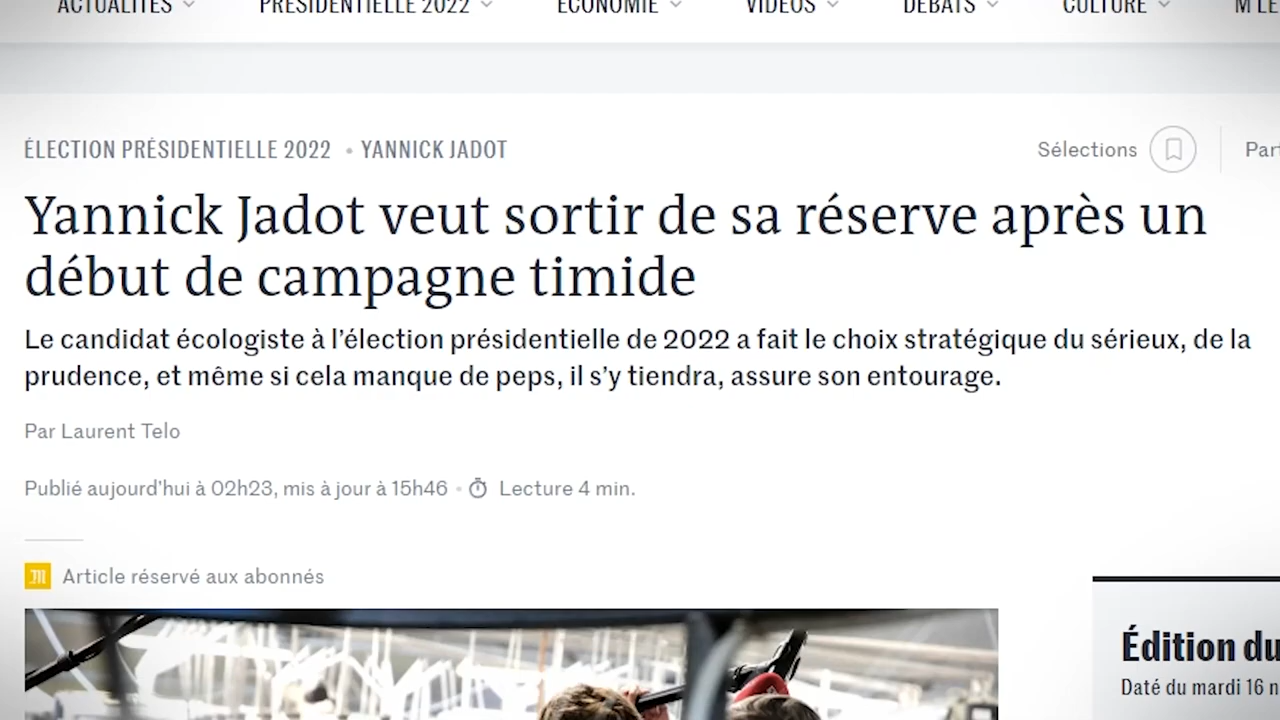 ACTUALITÉS PRÉSIDENTIELLE 2022 ÉCONOMIE VIDÉOS DÉBATS CULTURE M LE
ÉLECTION PRÉSIDENTIELLE 2022 • YANNICK JADOT
Sélections
Yannick Jadot veut sortir de sa réserve après un
début de campagne timide
Le candidat écologiste à l’élection présidentielle de 2022 a fait le choix stratégique du sérieux, de la
prudence, et même si cela manque de peps, il s’y tiendra, assure son entourage.
Par Laurent Telo
Publié aujourd’hui à 02h23, mis à jour à 15h46 • Lecture 4 min.
Article réservé aux abonnés
Édition du
Daté du mardi 16 n